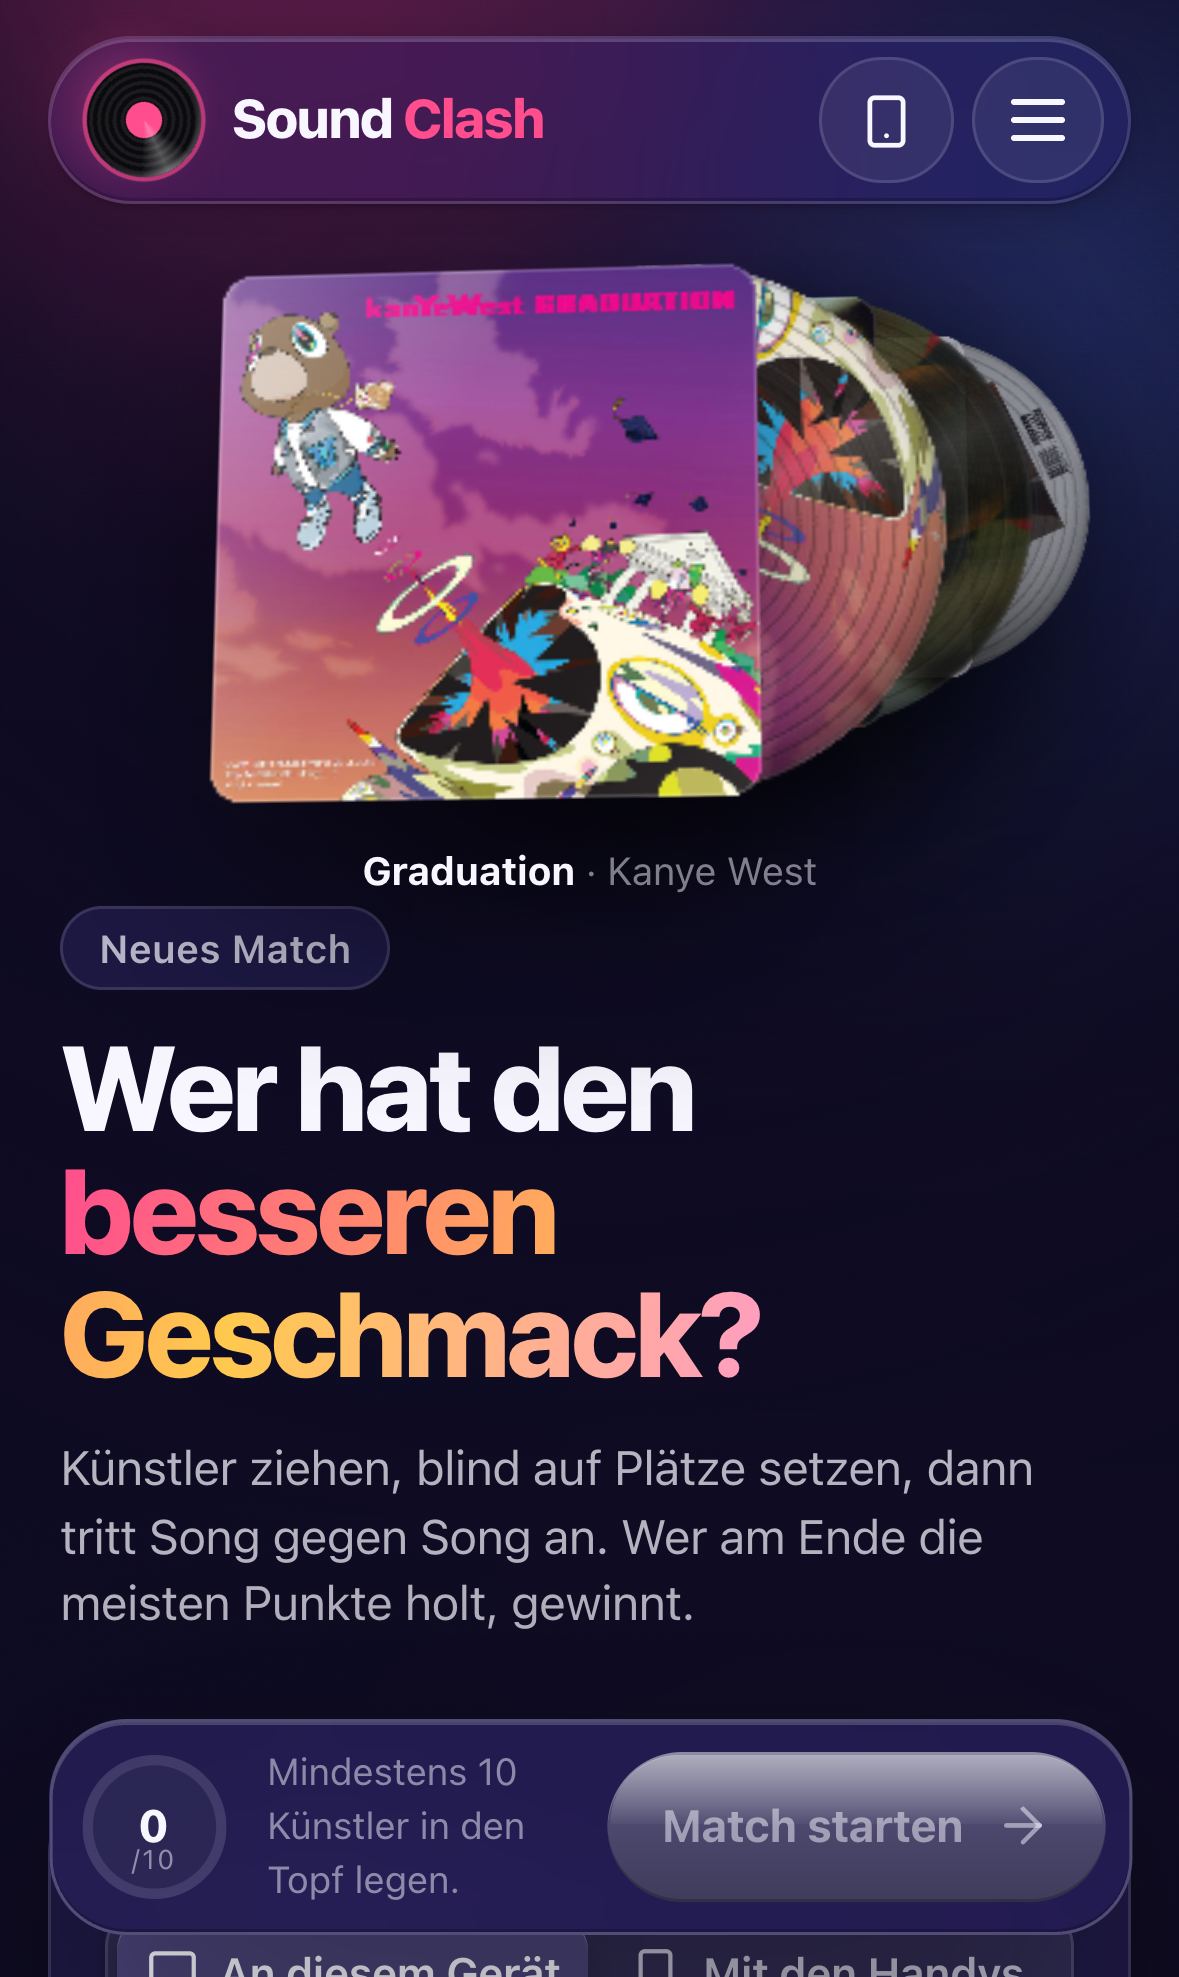 Sound Clash
kanYeWest GRADUATION
Graduation · Kanye West
Neues Match
Wer hat den
besseren
Geschmack?
Künstler ziehen, blind auf Plätze setzen, dann
tritt Song gegen Song an. Wer am Ende die
meisten Punkte holt, gewinnt.
0
/10
Mindestens 10
Künstler in den
Topf legen.
Match starten
An diesem Gerät
Mit den Handys